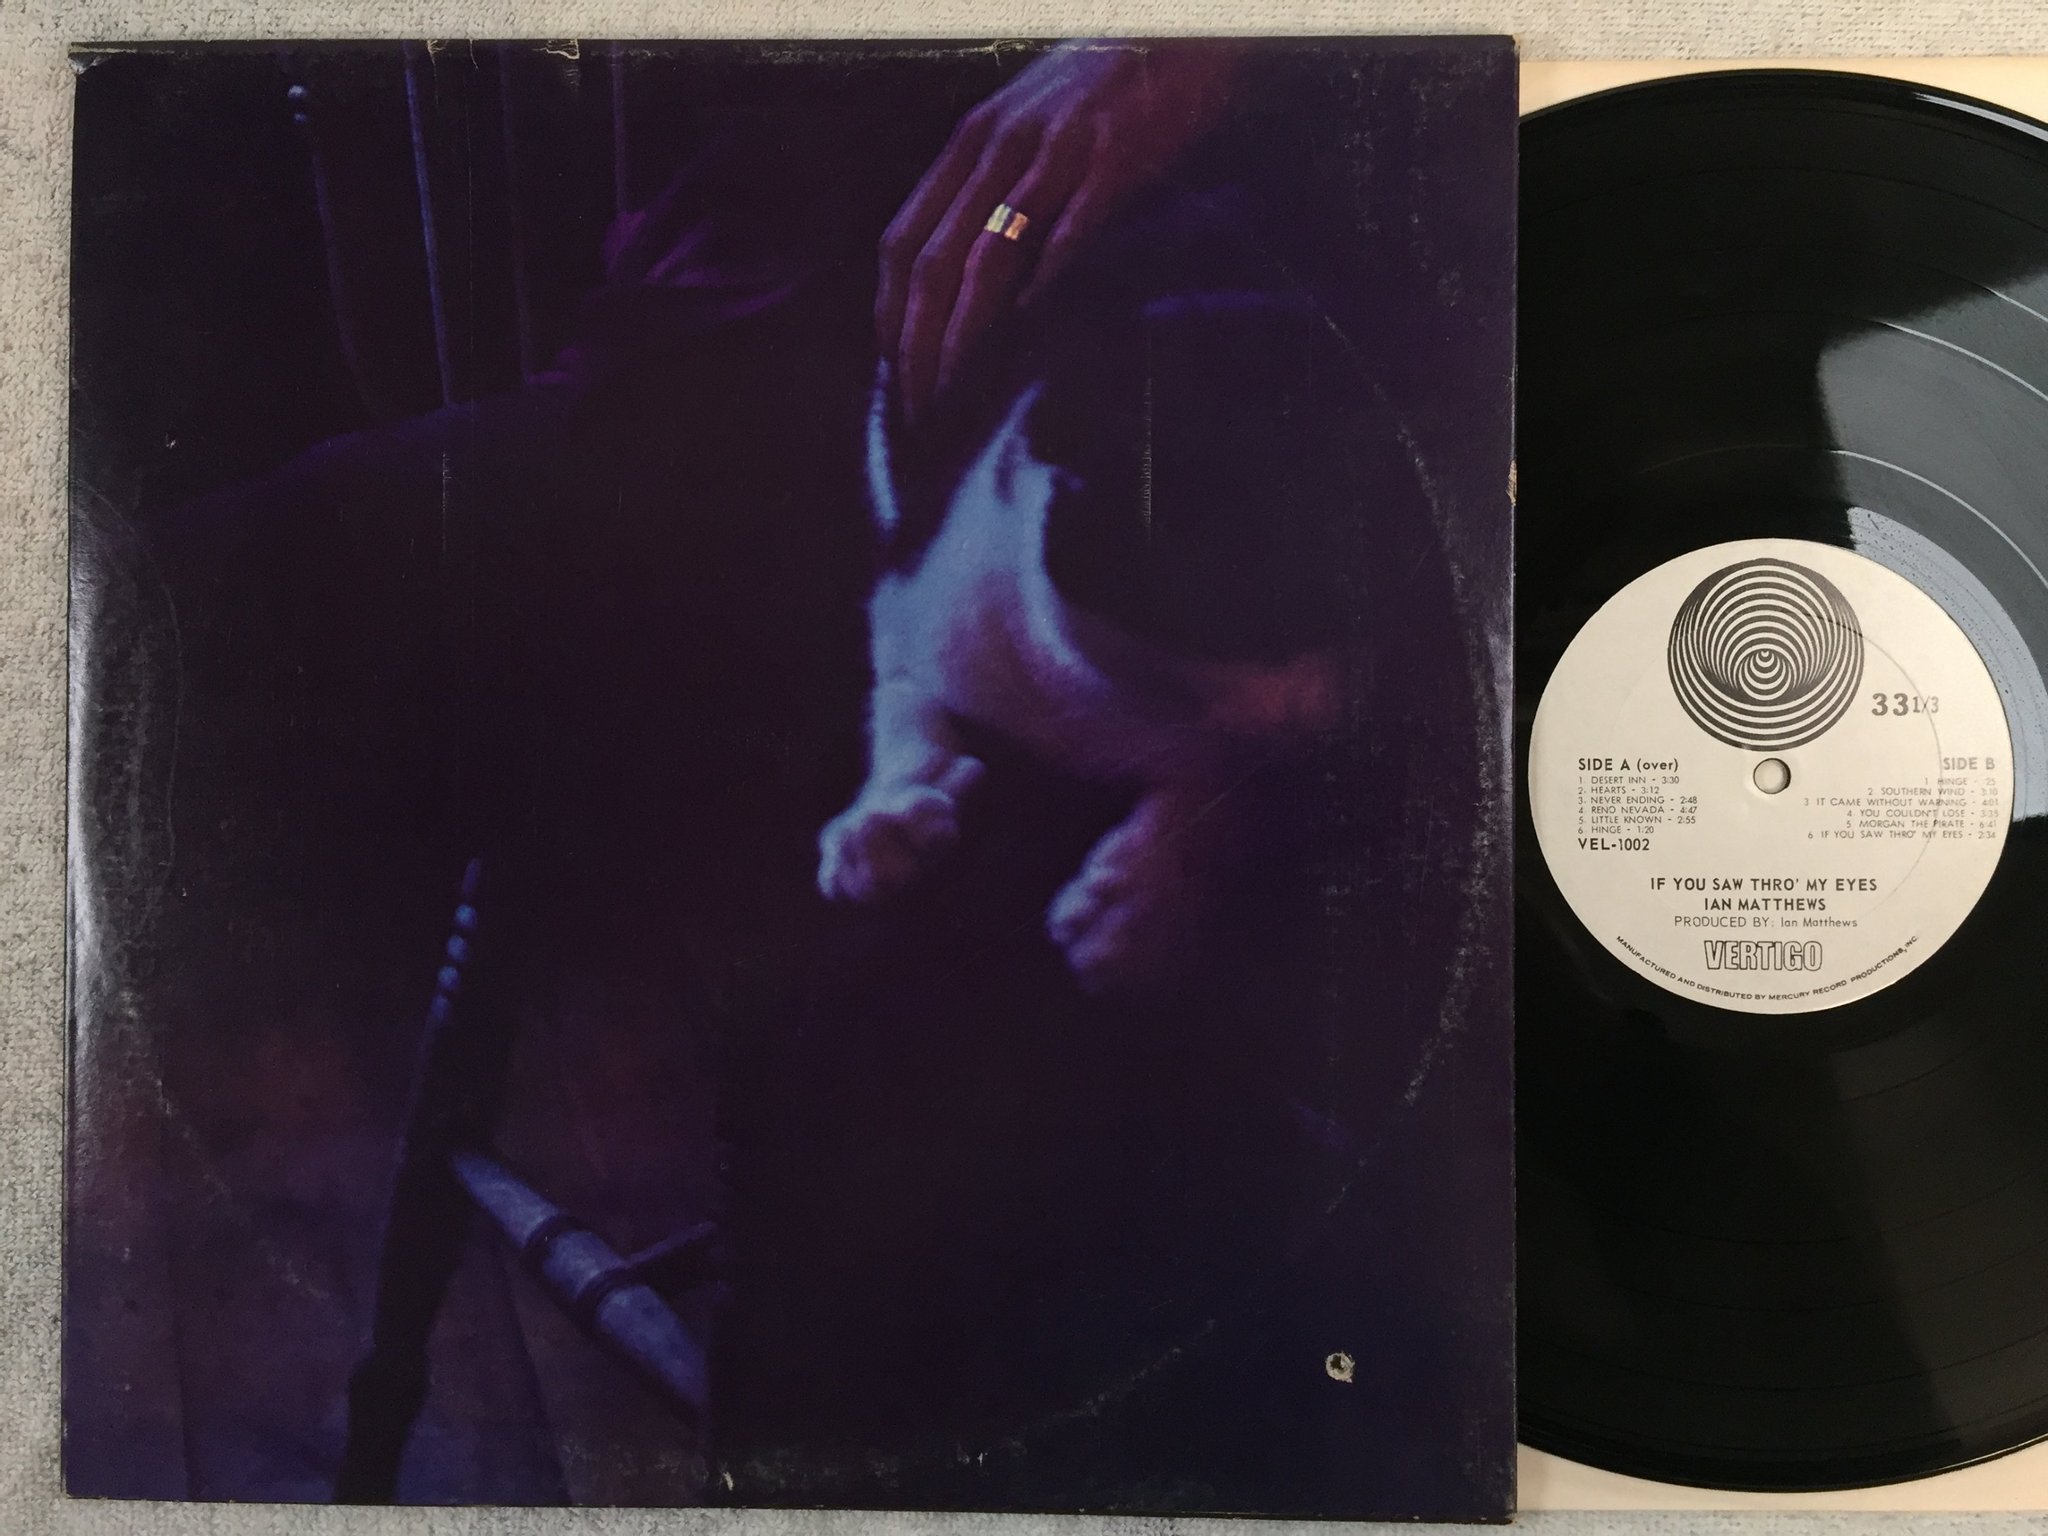 33 1/3
SIDE A (over)
1. DESERT INN - 3:30
2. HEARTS - 3:12
3. NEVER ENDING - 2:48
4. RENO NEVADA - 4:47
5. LITTLE KNOWN - 2:55
6. HINGE - 1:20
VEL-1002
SIDE B
1 HINGE - :25
2 SOUTHERN WIND - 3:10
3 IT CAME WITHOUT WARNING - 4:01
4 YOU COULDN'T LOSE - 3:35
5 MORGAN THE PIRATE - 6:41
6 IF YOU SAW THRO' MY EYES - 2:34
IF YOU SAW THRO' MY EYES
IAN MATTHEWS
PRODUCED BY: Ian Matthews
VERTIGO
MANUFACTURED AND DISTRIBUTED BY MERCURY RECORD PRODUCTIONS, INC.